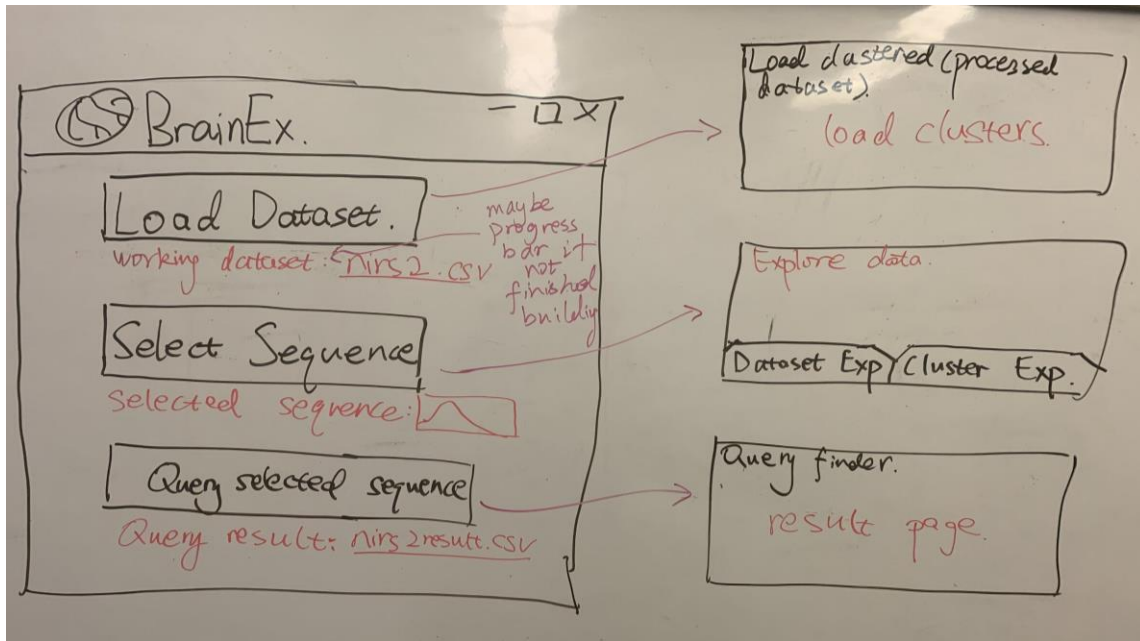 BrainEx.
Load Dataset.
working dataset: nirs2.csv
maybe
progress
bar if
not
finished
building
Select Sequence
selected sequence:
Query selected sequence
Query result: nirs2result.csv
Load clustered (processed
dataset).
load clusters.
Explore data.
Dataset Exp
Cluster Exp.
Query finder.
result page.